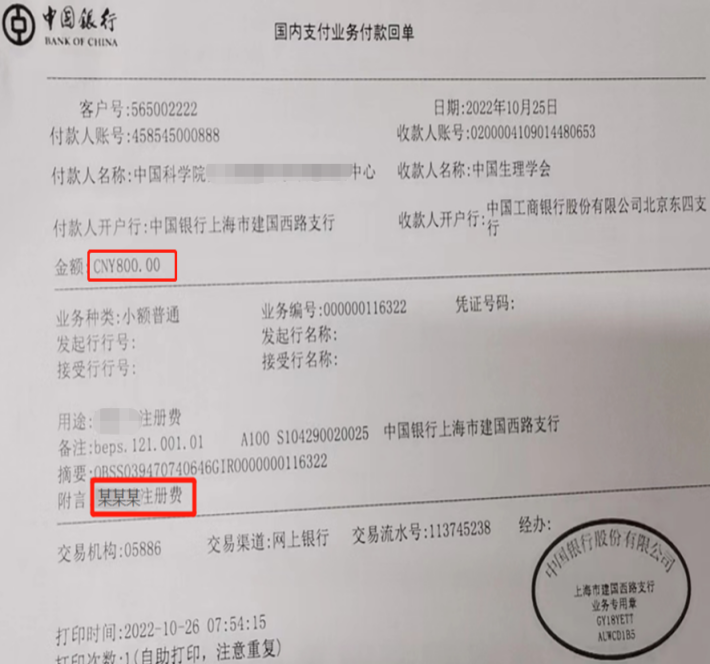 中国银行
BANK OF CHINA
国内支付业务付款回单
客户号:565002222 日期:2022年10月25日
付款人账号:458545000888 收款人账号:0200004109014480653
付款人名称:中国科学院 中心 收款人名称:中国生理学会
付款人开户行:中国银行上海市建国西路支行 收款人开户行:中国工商银行股份有限公司北京东四支行
金额:CNY800.00
业务种类:小额普通 业务编号:000000116322 凭证号码:
发起行行号: 发起行名称:
接受行行号: 接受行名称:
用途: 注册费
备注:beps.121.001.01 A100 S104290020025 中国银行上海市建国西路支行
摘要:OBSS039470740646GIRO000000116322
附言 某某某注册费
交易机构:05886 交易渠道:网上银行 交易流水号:113745238 经办:
中国银行股份有限公司
上海市建国西路支行
业务专用章
GY18YETT
ALWCD1B5
打印时间:2022-10-26 07:54:15
打印次数:1(自助打印，注意重复)